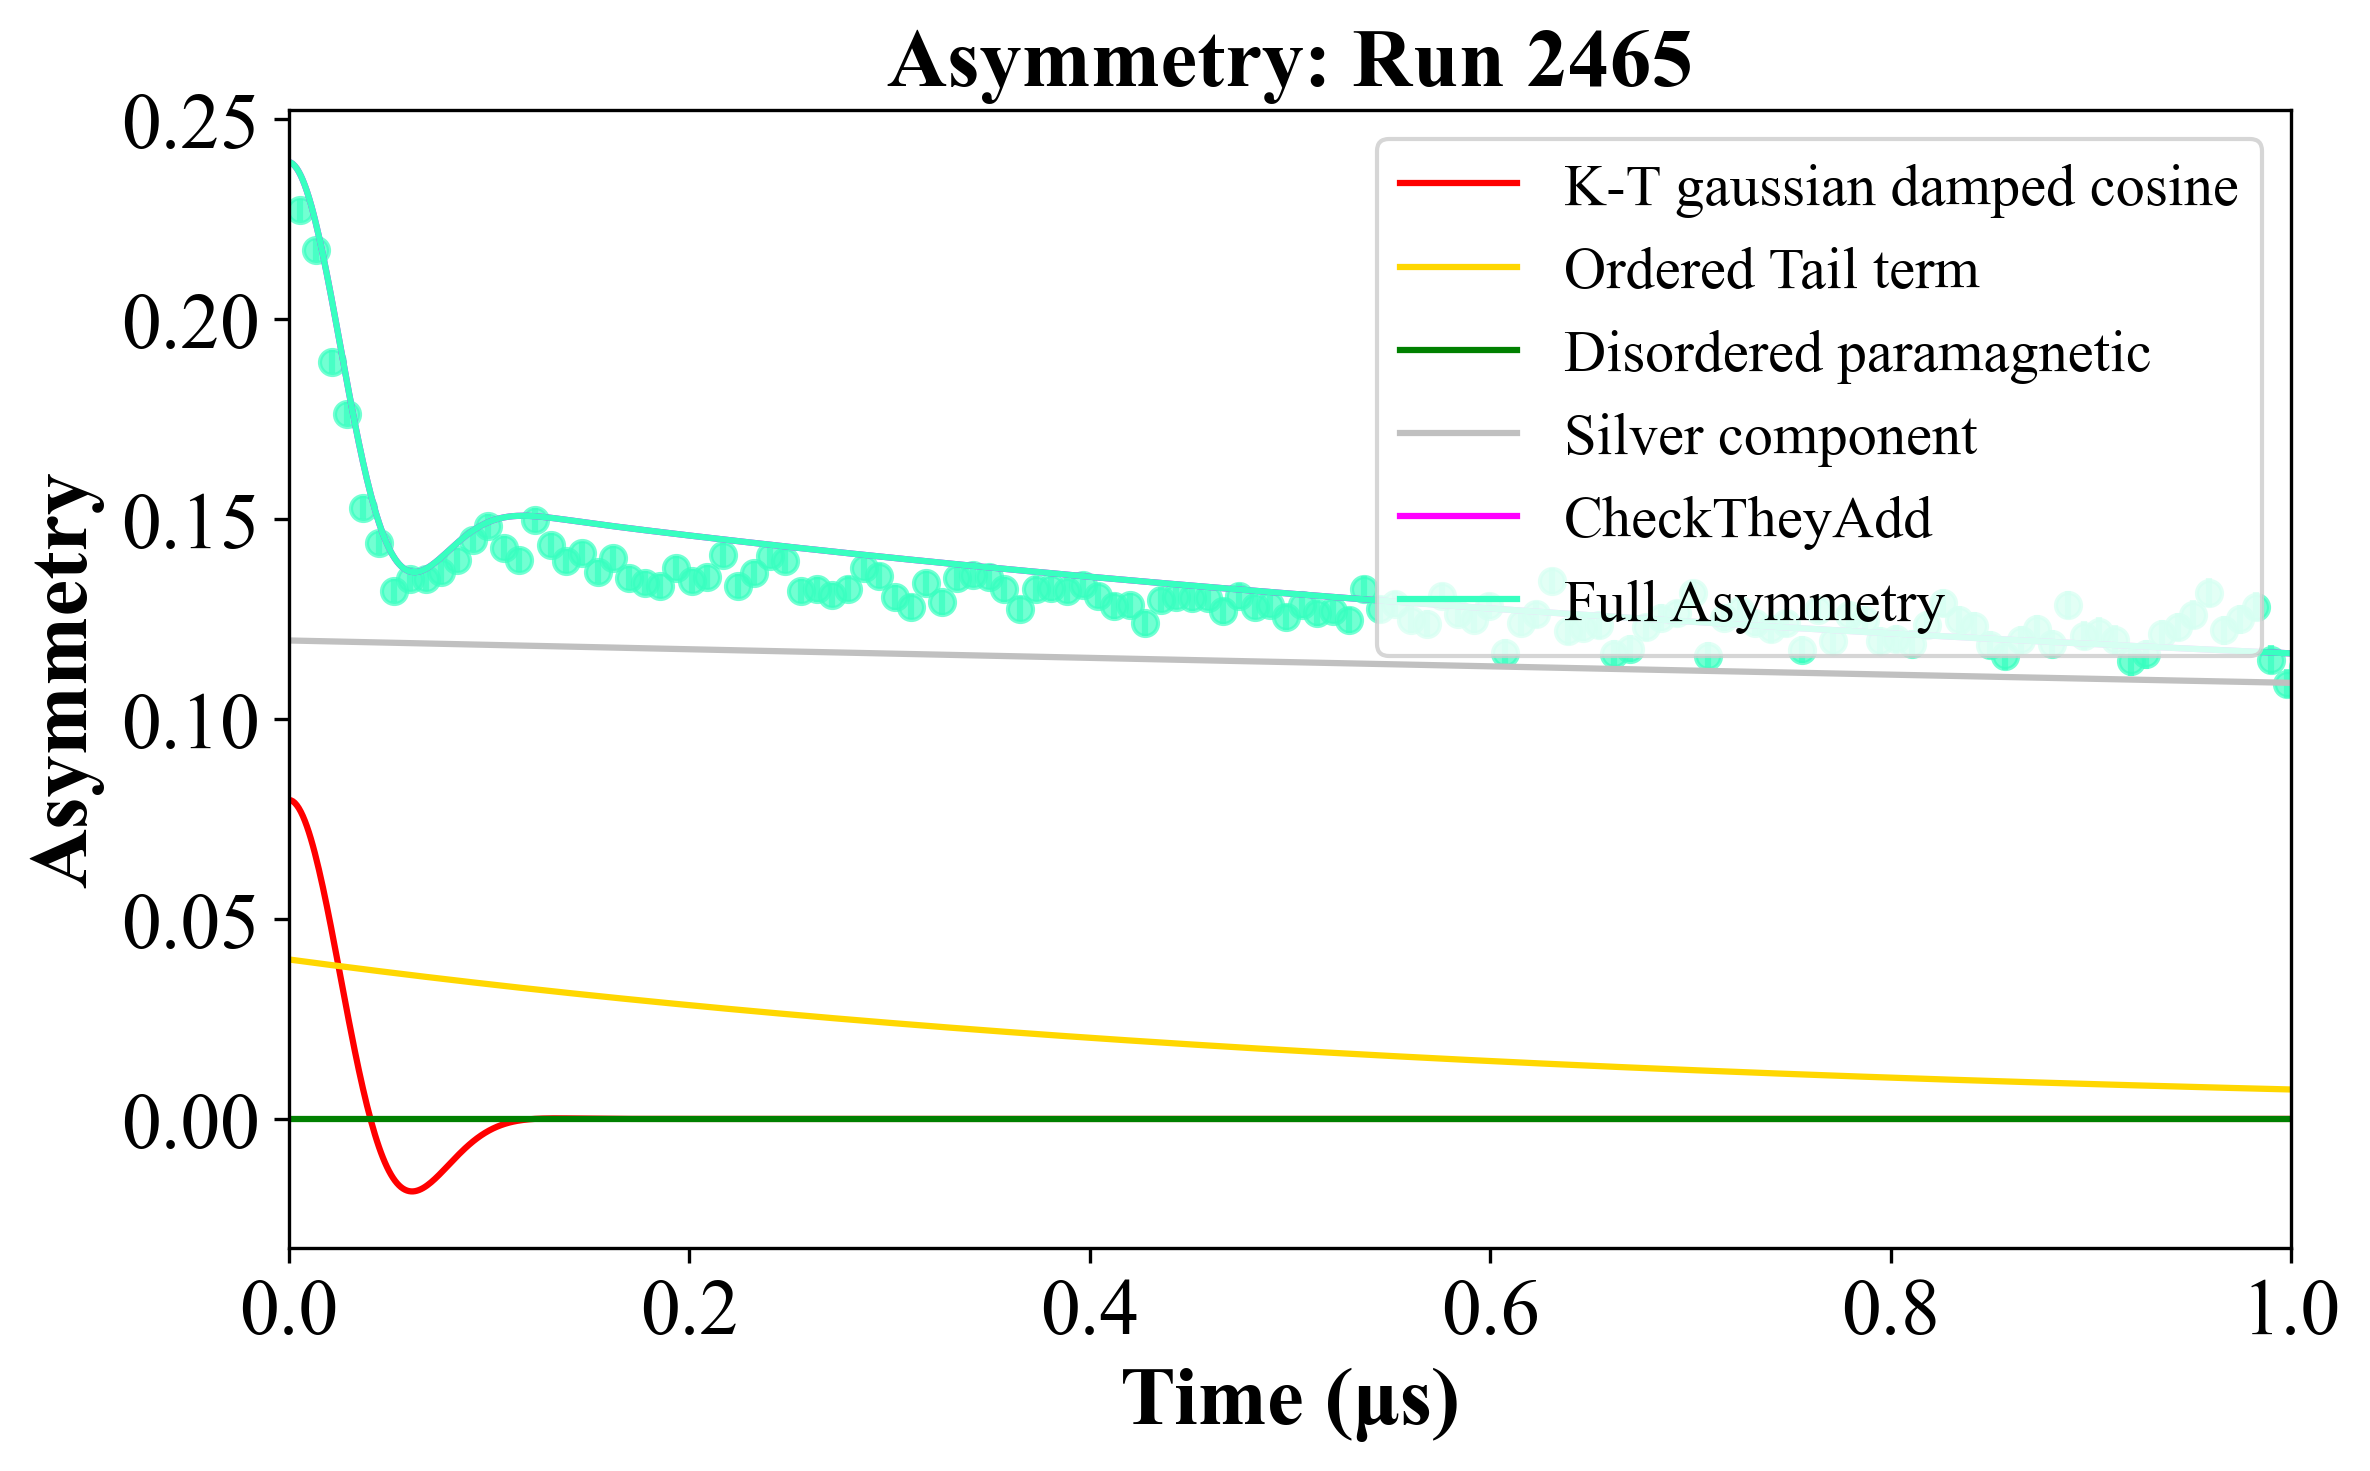 Asymmetry: Run 2465
0.25
0.20
0.15
0.10
0.05
0.00
Asymmetry
K-T gaussian damped cosine
Ordered Tail term
Disordered paramagnetic
Silver component
CheckTheyAdd
Full Asymmetry
0.0 0.2 0.4 0.6 0.8 1.0
Time (μs)